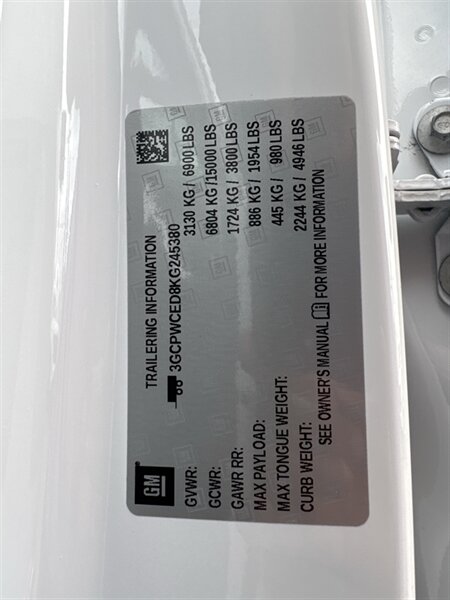 GM
TRAILERING INFORMATION
3GCPWCED8KG245380
GVWR: 3130 KG / 6900 LBS
GCWR: 6804 KG /15000 LBS
GAWR RR: 1724 KG / 3800 LBS
MAX PAYLOAD: 886 KG / 1954 LBS
MAX TONGUE WEIGHT: 445 KG / 980 LBS
CURB WEIGHT: 2244 KG / 4946 LBS
SEE OWNER'S MANUAL FOR MORE INFORMATION